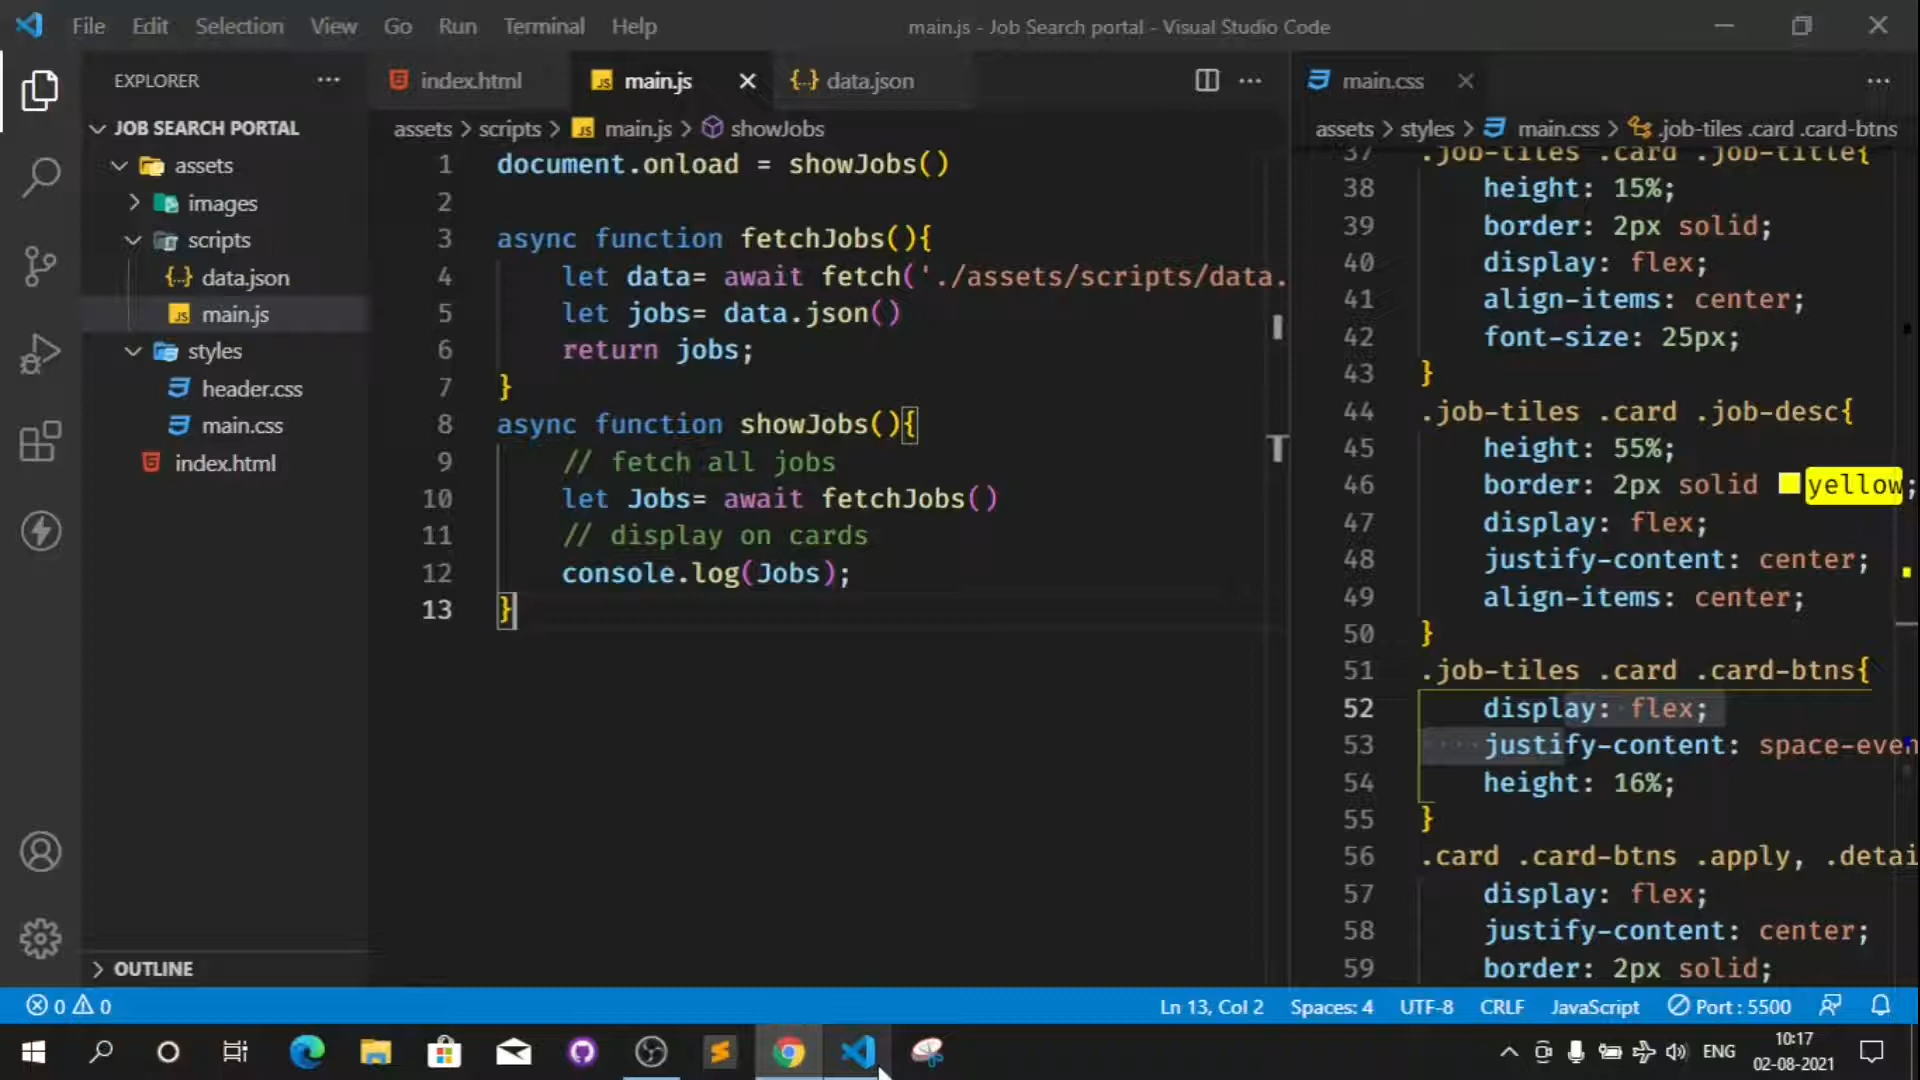 File Edit Selection View Go Run Terminal Help
main.js - Job Search portal - Visual Studio Code
EXPLORER
JOB SEARCH PORTAL
assets
images
scripts
data.json
main.js
styles
header.css
main.css
index.html
OUTLINE
index.html main.js data.json
assets > scripts > main.js > showJobs
1 document.onload = showJobs()
2
3 async function fetchJobs(){
4 let data= await fetch('./assets/scripts/data.
5 let jobs= data.json()
6 return jobs;
7 }
8 async function showJobs(){
9 // fetch all jobs
10 let Jobs= await fetchJobs()
11 // display on cards
12 console.log(Jobs);
13 }
main.css
assets > styles > main.css > .job-tiles .card .card-btns
37 .job-tiles .card .job-title{
38 height: 15%;
39 border: 2px solid;
40 display: flex;
41 align-items: center;
42 font-size: 25px;
43 }
44 .job-tiles .card .job-desc{
45 height: 55%;
46 border: 2px solid yellow;
47 display: flex;
48 justify-content: center;
49 align-items: center;
50 }
51 .job-tiles .card .card-btns{
52 display: flex;
53 justify-content: space-even
54 height: 16%;
55 }
56 .card .card-btns .apply, .detai
57 display: flex;
58 justify-content: center;
59 border: 2px solid;
0 0
Ln 13, Col 2 Spaces: 4 UTF-8 CRLF JavaScript Port : 5500
ENG
10:17
02-08-2021